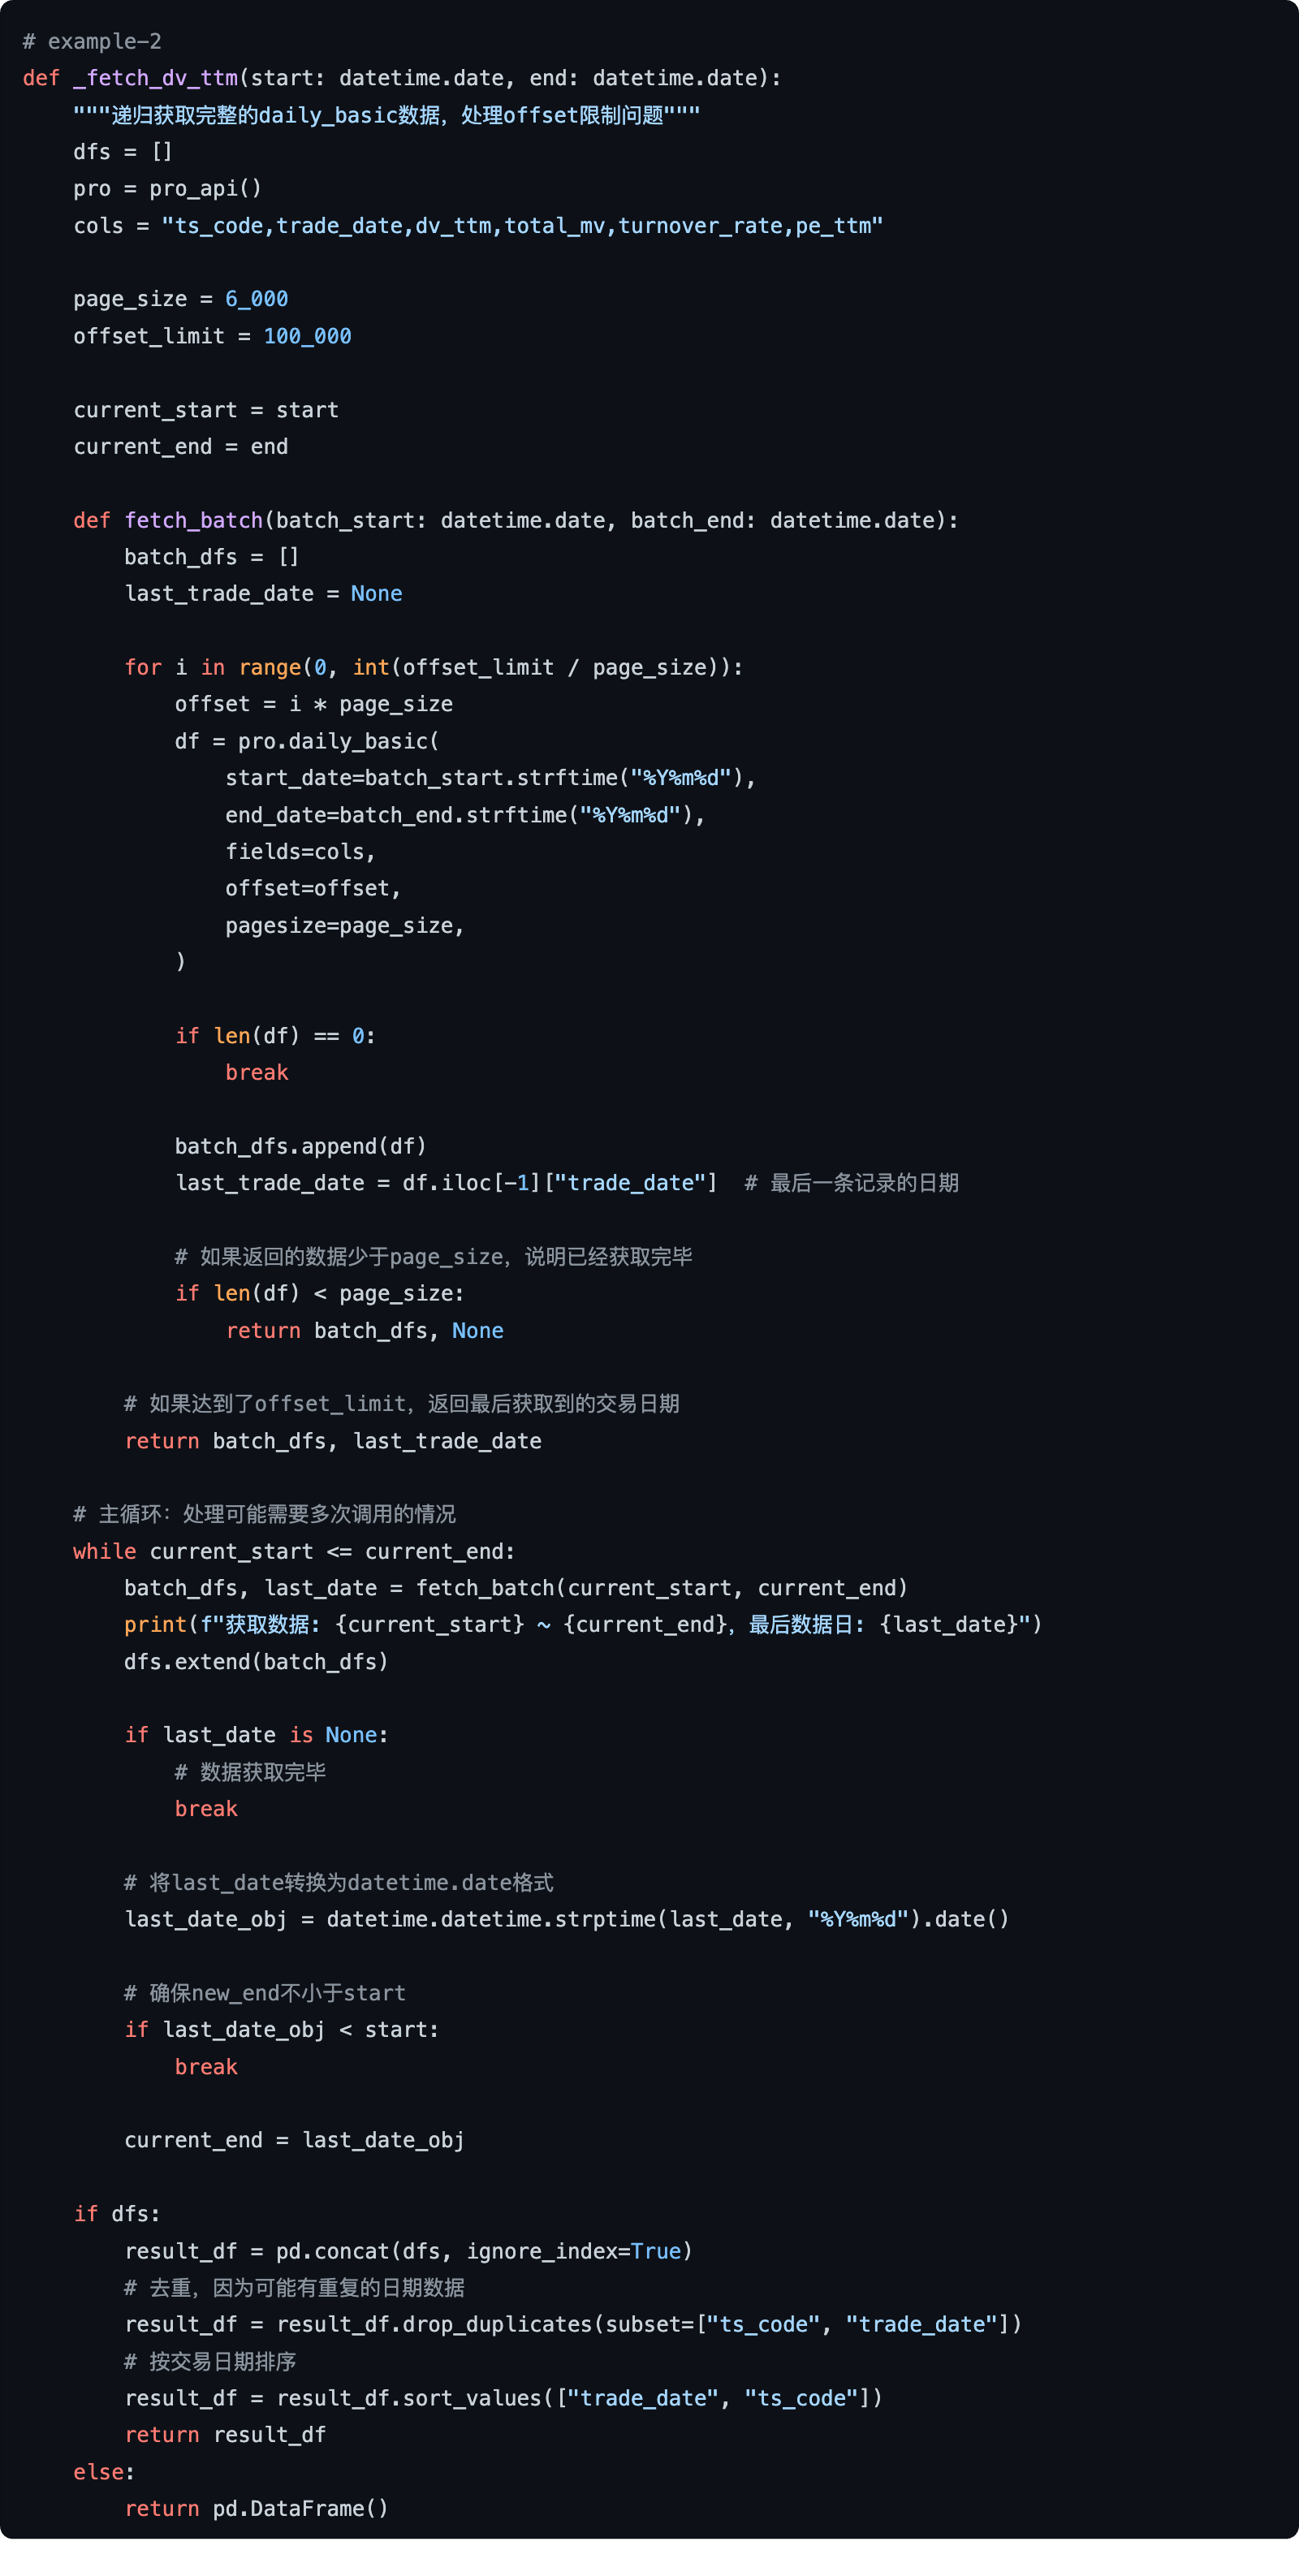 # example-2
def _fetch_dv_ttm(start: datetime.date, end: datetime.date):
    """递归获取完整的daily_basic数据，处理offset限制问题"""
    dfs = []
    pro = pro_api()
    cols = "ts_code,trade_date,dv_ttm,total_mv,turnover_rate,pe_ttm"

    page_size = 6_000
    offset_limit = 100_000

    current_start = start
    current_end = end

    def fetch_batch(batch_start: datetime.date, batch_end: datetime.date):
        batch_dfs = []
        last_trade_date = None

        for i in range(0, int(offset_limit / page_size)):
            offset = i * page_size
            df = pro.daily_basic(
                start_date=batch_start.strftime("%Y%m%d"),
                end_date=batch_end.strftime("%Y%m%d"),
                fields=cols,
                offset=offset,
                pagesize=page_size,
            )

            if len(df) == 0:
                break

            batch_dfs.append(df)
            last_trade_date = df.iloc[-1]["trade_date"]  # 最后一条记录的日期

            # 如果返回的数据少于page_size，说明已经获取完毕
            if len(df) < page_size:
                return batch_dfs, None

        # 如果达到了offset_limit，返回最后获取到的交易日期
        return batch_dfs, last_trade_date

    # 主循环：处理可能需要多次调用的情况
    while current_start <= current_end:
        batch_dfs, last_date = fetch_batch(current_start, current_end)
        print(f"获取数据: {current_start} ~ {current_end}，最后数据日: {last_date}")
        dfs.extend(batch_dfs)

        if last_date is None:
            # 数据获取完毕
            break

        # 将last_date转换为datetime.date格式
        last_date_obj = datetime.datetime.strptime(last_date, "%Y%m%d").date()

        # 确保new_end不小于start
        if last_date_obj < start:
            break

        current_end = last_date_obj

    if dfs:
        result_df = pd.concat(dfs, ignore_index=True)
        # 去重，因为可能有重复的日期数据
        result_df = result_df.drop_duplicates(subset=["ts_code", "trade_date"])
        # 按交易日期排序
        result_df = result_df.sort_values(["trade_date", "ts_code"])
        return result_df
    else:
        return pd.DataFrame()